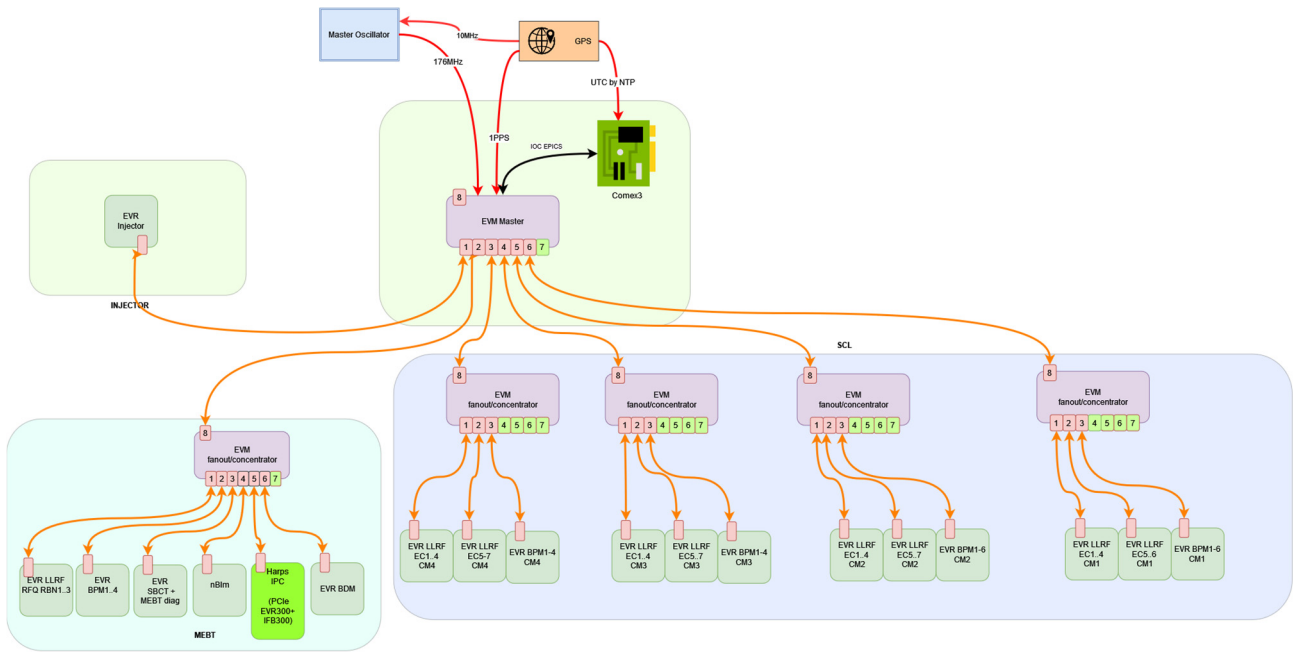 Master Oscillator
10MHz
GPS
176MHz
UTC by NTP
1PPS
IOC EPICS
Comex3
8
EVM Master
1 2 3 4 5 6 7
EVR
Injector
INJECTOR
SCL
8
EVM
fanout/concentrator
1 2 3 4 5 6 7
8
EVM
fanout/concentrator
1 2 3 4 5 6 7
8
EVM
fanout/concentrator
1 2 3 4 5 6 7
8
EVM
fanout/concentrator
1 2 3 4 5 6 7
EVR LLRF
EC1..4
CM4
EVR LLRF
EC5-7
CM4
EVR BPM1-4
CM4
EVR LLRF
EC1..4
CM3
EVR LLRF
EC5..7
CM3
EVR BPM1-4
CM3
EVR LLRF
EC1..4
CM2
EVR LLRF
EC5..7
CM2
EVR BPM1-6
CM2
EVR LLRF
EC1..4
CM1
EVR LLRF
EC5..6
CM1
EVR BPM1-6
CM1
8
EVM
fanout/concentrator
1 2 3 4 5 6 7
EVR LLRF
RFQ RBN1..3
EVR
BPM1..4
EVR
SBCT +
MEBT diag
nBlm
Harps
IPC
(PCIe
EVR300+
IFB300)
EVR BDM
MEBT